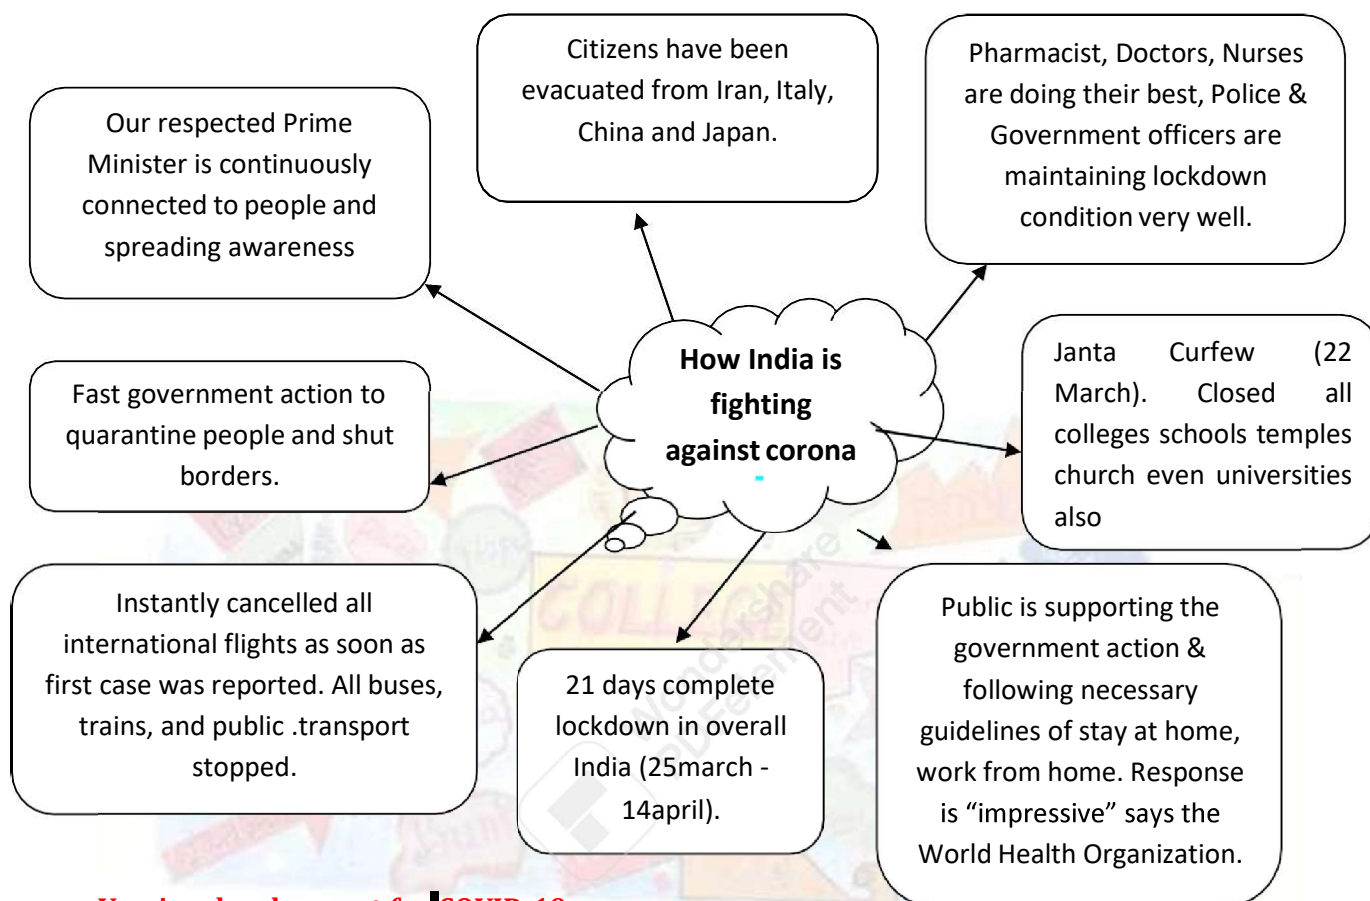 Citizens have been
evacuated from Iran, Italy,
China and Japan.
Pharmacist, Doctors, Nurses
are doing their best, Police &
Government officers are
maintaining lockdown
condition very well.
Our respected Prime
Minister is continuously
connected to people and
spreading awareness
How India is
fighting
against corona
-
Janta Curfew (22
March). Closed all
colleges schools temples
church even universities
also
Fast government action to
quarantine people and shut
borders.
Instantly cancelled all
international flights as soon as
first case was reported. All buses,
trains, and public .transport
stopped.
21 days complete
lockdown in overall
India (25march -
14april).
Public is supporting the
government action &
following necessary
guidelines of stay at home,
work from home. Response
is “impressive” says the
World Health Organization.
COLLEGE
Wondershare
PDFelement